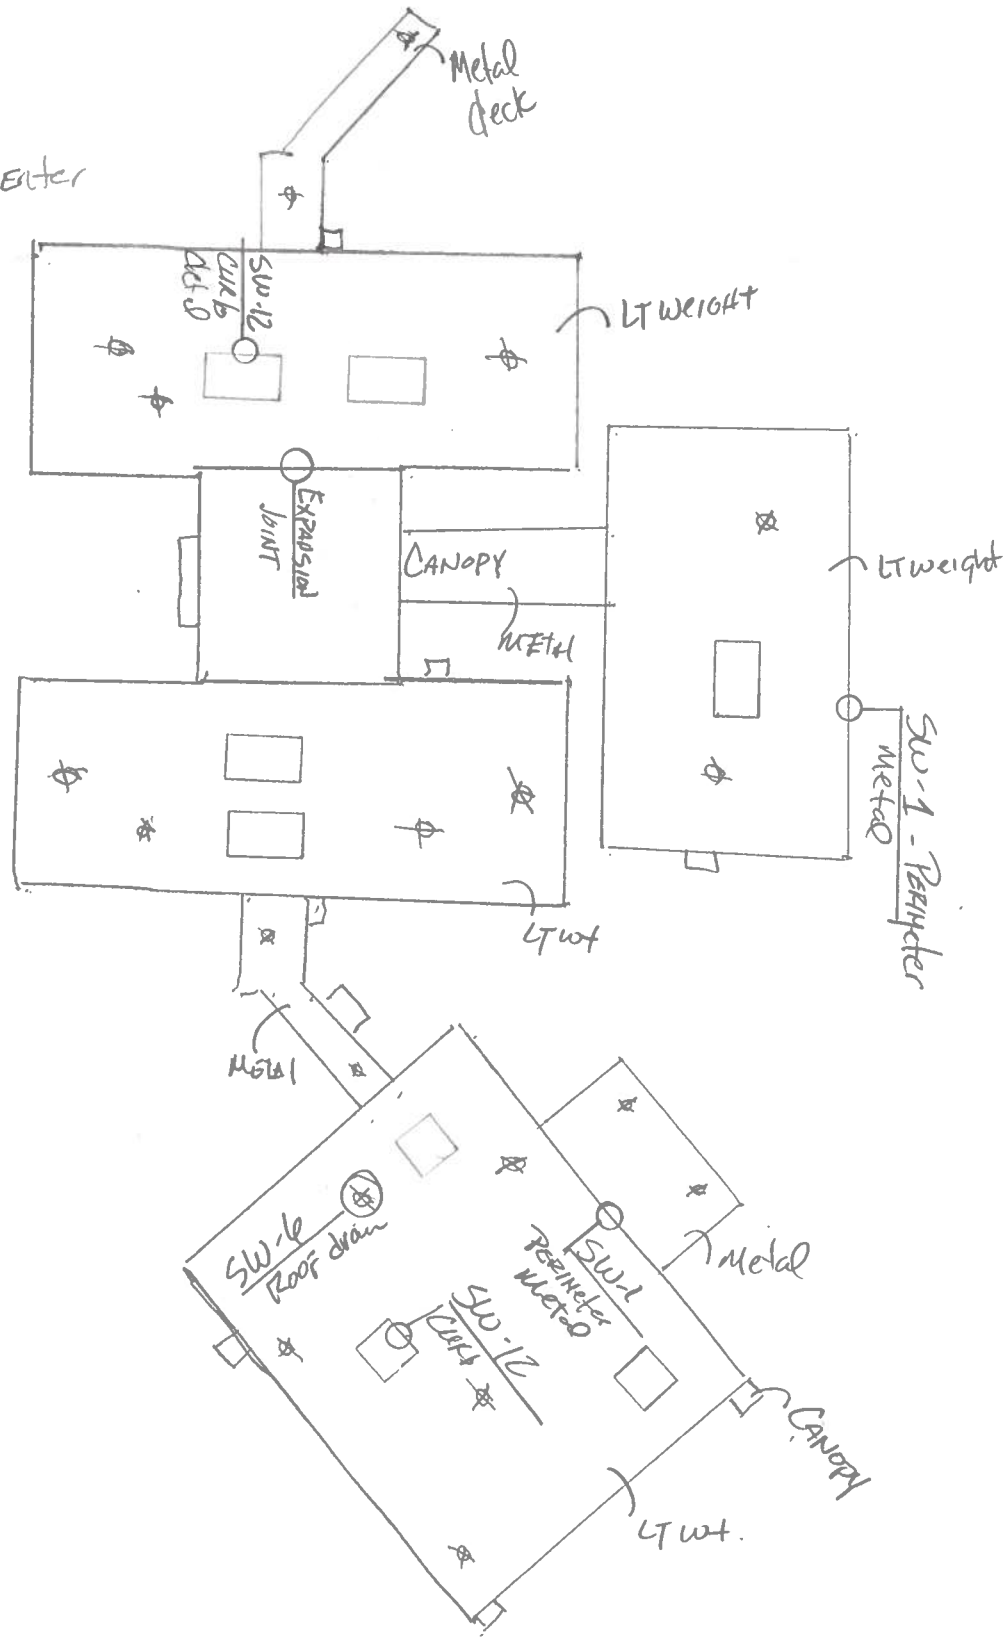 Metal
deck
Enter
SW-12
CURB
LT WEIGHT
EXPANSION
JOINT
CANOPY
METAL
LT weight
SW-1 - PERIMETER
METAL
LT wt
METAL
SW-6
ROOF drain
SW-1
PERIMETER
METAL
SW-12
CURB
Metal
CANOPY
LT wt.